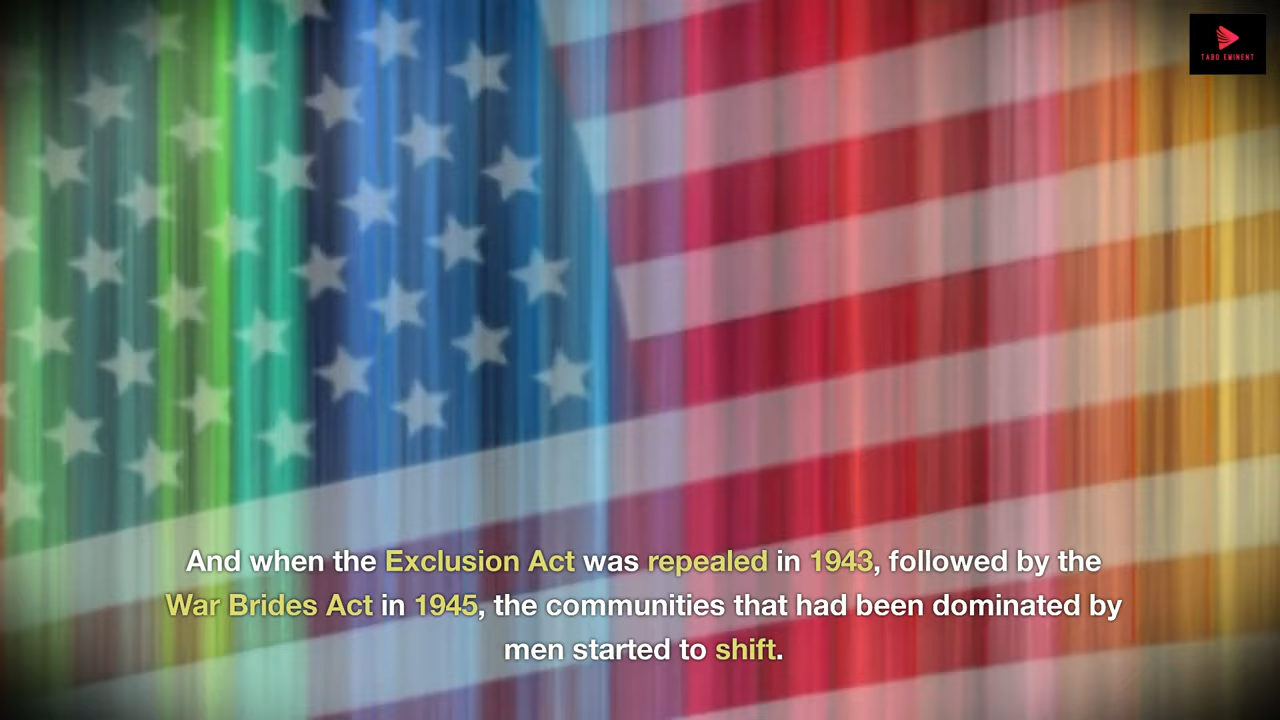 TABO EMINENT
And when the Exclusion Act was repealed in 1943, followed by the
War Brides Act in 1945, the communities that had been dominated by
men started to shift.